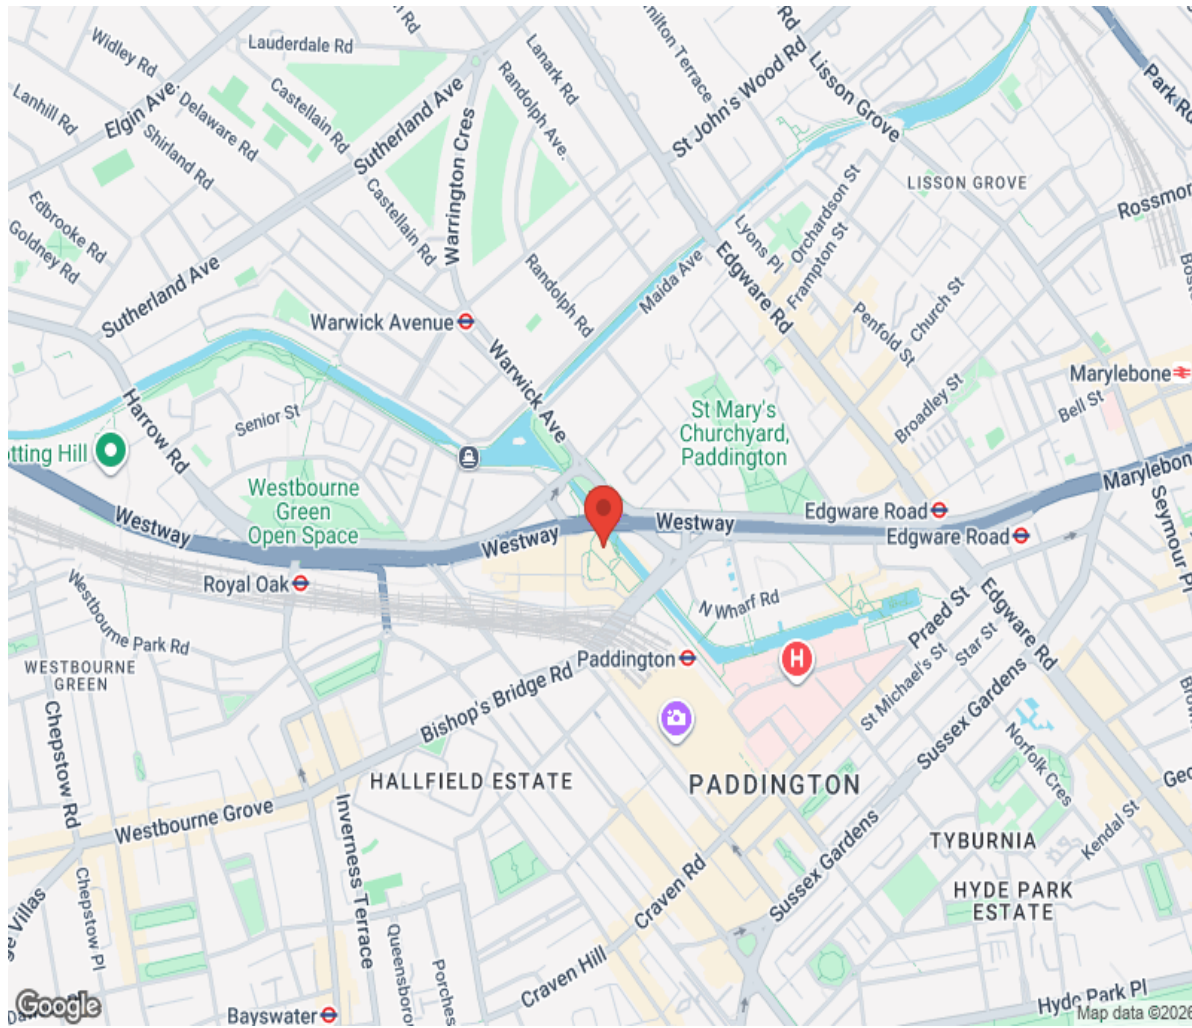 Lauderdale Rd
Widley Rd
Lanark Rd
Lisson Grove
Park Rd
Lanhill Rd
Elgin Ave
Delaware Rd
Castellain Rd
Sutherland Ave
Randolph Ave.
St John's Wood Rd
Shirland Rd
Warrington Cres
LISSON GROVE
Edbrooke Rd
Goldney Rd
Castellain Rd
Orchardson St
Lyons Pl
Frampton St
Sutherland Ave
Randolph Rd
Maida Ave
Edgware Rd
Church St
Penfold St
Warwick Avenue
Warwick Ave
Marylebone
Harrow Rd
Senior St
St Mary's
Churchyard,
Paddington
Broadley St
Bell St
otting Hill
Westbourne
Green
Open Space
Westway
Westway
Westway
Edgware Road
Edgware Road
Seymour Pl
Royal Oak
Westbourne Park Rd
N Wharf Rd
Praed St
Star St
Edgware Rd
H
Paddington
WESTBOURNE
GREEN
St Michael's St
Chepstow Rd
Bishop's Bridge Rd
Sussex Gardens
Norfolk Cres
HALLFIELD ESTATE
PADDINGTON
Westbourne Grove
Inverness Terrace
Kendal St
TYBURNIA
Sussex Gardens
Craven Rd
HYDE PARK
ESTATE
Chepstow Pl
Craven Hill
Hyde Park Pl
Google
Bayswater
Map data ©2026